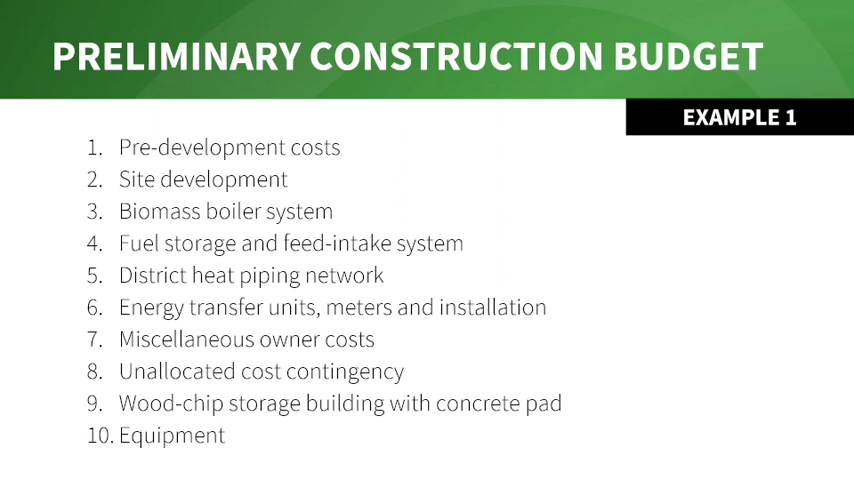 PRELIMINARY CONSTRUCTION BUDGET
EXAMPLE 1
1. Pre-development costs
2. Site development
3. Biomass boiler system
4. Fuel storage and feed-intake system
5. District heat piping network
6. Energy transfer units, meters and installation
7. Miscellaneous owner costs
8. Unallocated cost contingency
9. Wood-chip storage building with concrete pad
10. Equipment